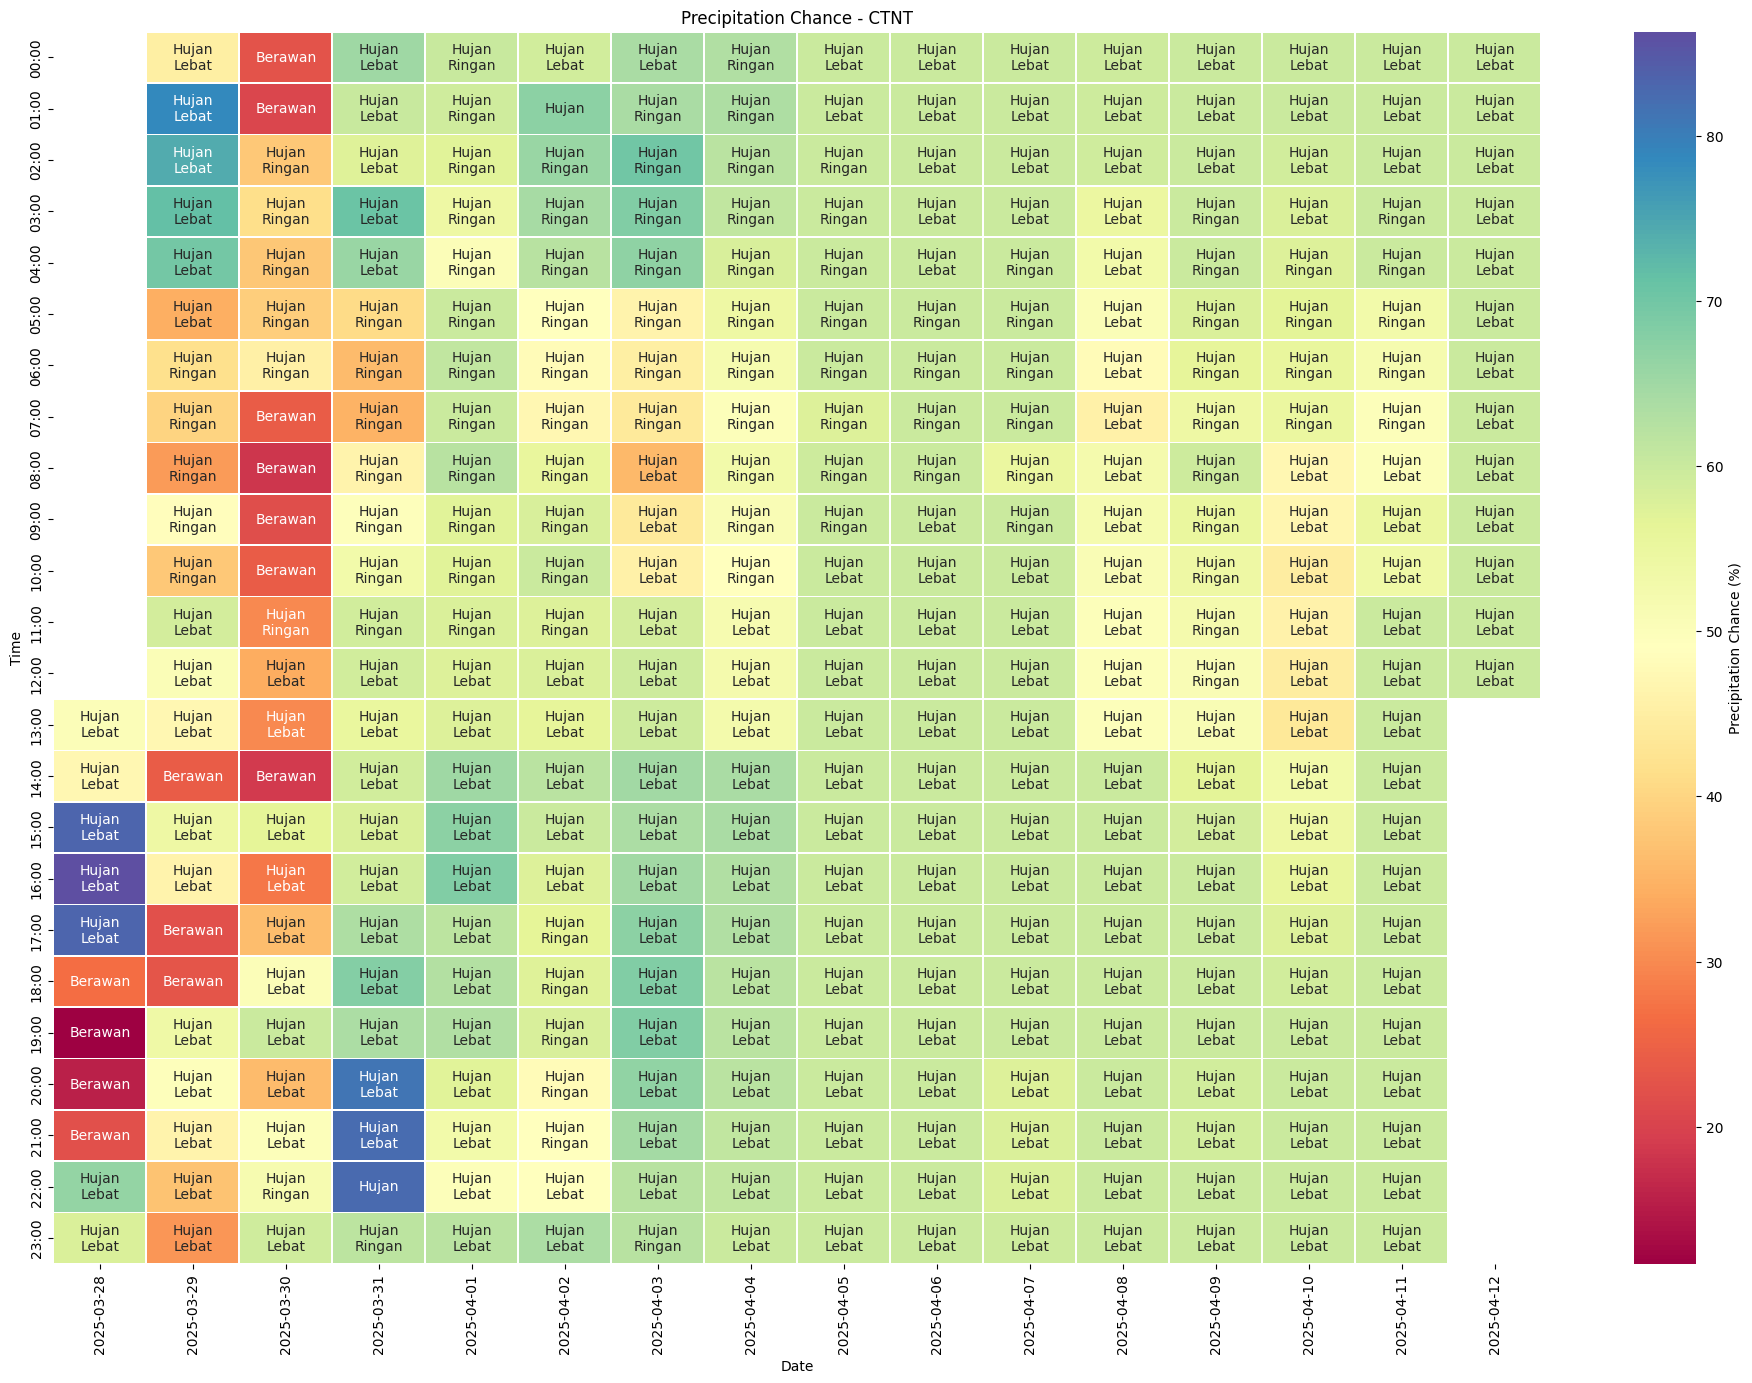 Precipitation Chance - CTNT
Time
00:00 Hujan Lebat Berawan Hujan Lebat Hujan Ringan Hujan Lebat Hujan Lebat Hujan Ringan Hujan Lebat Hujan Lebat Hujan Lebat Hujan Lebat Hujan Lebat Hujan Lebat Hujan Lebat Hujan Lebat
01:00 Hujan Lebat Berawan Hujan Lebat Hujan Ringan Hujan Hujan Ringan Hujan Ringan Hujan Lebat Hujan Lebat Hujan Lebat Hujan Lebat Hujan Lebat Hujan Lebat Hujan Lebat Hujan Lebat
02:00 Hujan Lebat Hujan Ringan Hujan Lebat Hujan Ringan Hujan Ringan Hujan Ringan Hujan Ringan Hujan Ringan Hujan Lebat Hujan Lebat Hujan Lebat Hujan Lebat Hujan Lebat Hujan Lebat Hujan Lebat
03:00 Hujan Lebat Hujan Ringan Hujan Lebat Hujan Ringan Hujan Ringan Hujan Ringan Hujan Ringan Hujan Ringan Hujan Lebat Hujan Lebat Hujan Lebat Hujan Ringan Hujan Lebat Hujan Ringan Hujan Lebat
04:00 Hujan Lebat Hujan Ringan Hujan Lebat Hujan Ringan Hujan Ringan Hujan Ringan Hujan Ringan Hujan Ringan Hujan Lebat Hujan Ringan Hujan Lebat Hujan Ringan Hujan Ringan Hujan Ringan Hujan Lebat
05:00 Hujan Lebat Hujan Ringan Hujan Ringan Hujan Ringan Hujan Ringan Hujan Ringan Hujan Ringan Hujan Ringan Hujan Ringan Hujan Ringan Hujan Lebat Hujan Ringan Hujan Ringan Hujan Ringan Hujan Lebat
06:00 Hujan Ringan Hujan Ringan Hujan Ringan Hujan Ringan Hujan Ringan Hujan Ringan Hujan Ringan Hujan Ringan Hujan Ringan Hujan Ringan Hujan Lebat Hujan Ringan Hujan Ringan Hujan Ringan Hujan Lebat
07:00 Hujan Ringan Berawan Hujan Ringan Hujan Ringan Hujan Ringan Hujan Ringan Hujan Ringan Hujan Ringan Hujan Ringan Hujan Ringan Hujan Lebat Hujan Ringan Hujan Ringan Hujan Ringan Hujan Lebat
08:00 Hujan Ringan Berawan Hujan Ringan Hujan Ringan Hujan Ringan Hujan Lebat Hujan Ringan Hujan Ringan Hujan Ringan Hujan Ringan Hujan Lebat Hujan Ringan Hujan Lebat Hujan Lebat Hujan Lebat
09:00 Hujan Ringan Berawan Hujan Ringan Hujan Ringan Hujan Ringan Hujan Lebat Hujan Ringan Hujan Ringan Hujan Lebat Hujan Ringan Hujan Lebat Hujan Ringan Hujan Lebat Hujan Lebat Hujan Lebat
10:00 Hujan Ringan Berawan Hujan Ringan Hujan Ringan Hujan Ringan Hujan Lebat Hujan Ringan Hujan Lebat Hujan Lebat Hujan Lebat Hujan Lebat Hujan Ringan Hujan Lebat Hujan Lebat Hujan Lebat
11:00 Hujan Lebat Hujan Ringan Hujan Ringan Hujan Ringan Hujan Ringan Hujan Lebat Hujan Lebat Hujan Lebat Hujan Lebat Hujan Lebat Hujan Lebat Hujan Ringan Hujan Lebat Hujan Lebat Hujan Lebat
12:00 Hujan Lebat Hujan Lebat Hujan Lebat Hujan Lebat Hujan Lebat Hujan Lebat Hujan Lebat Hujan Lebat Hujan Lebat Hujan Lebat Hujan Lebat Hujan Ringan Hujan Lebat Hujan Lebat Hujan Lebat
13:00 Hujan Lebat Hujan Lebat Hujan Lebat Hujan Lebat Hujan Lebat Hujan Lebat Hujan Lebat Hujan Lebat Hujan Lebat Hujan Lebat Hujan Lebat Hujan Lebat Hujan Lebat Hujan Lebat Hujan Lebat
14:00 Hujan Lebat Berawan Berawan Hujan Lebat Hujan Lebat Hujan Lebat Hujan Lebat Hujan Lebat Hujan Lebat Hujan Lebat Hujan Lebat Hujan Lebat Hujan Lebat Hujan Lebat Hujan Lebat
15:00 Hujan Lebat Hujan Lebat Hujan Lebat Hujan Lebat Hujan Lebat Hujan Lebat Hujan Lebat Hujan Lebat Hujan Lebat Hujan Lebat Hujan Lebat Hujan Lebat Hujan Lebat Hujan Lebat Hujan Lebat
16:00 Hujan Lebat Hujan Lebat Hujan Lebat Hujan Lebat Hujan Lebat Hujan Lebat Hujan Lebat Hujan Lebat Hujan Lebat Hujan Lebat Hujan Lebat Hujan Lebat Hujan Lebat Hujan Lebat Hujan Lebat
17:00 Hujan Lebat Berawan Hujan Lebat Hujan Lebat Hujan Lebat Hujan Ringan Hujan Lebat Hujan Lebat Hujan Lebat Hujan Lebat Hujan Lebat Hujan Lebat Hujan Lebat Hujan Lebat Hujan Lebat
18:00 Berawan Berawan Hujan Lebat Hujan Lebat Hujan Lebat Hujan Ringan Hujan Lebat Hujan Lebat Hujan Lebat Hujan Lebat Hujan Lebat Hujan Lebat Hujan Lebat Hujan Lebat Hujan Lebat
19:00 Berawan Hujan Lebat Hujan Lebat Hujan Lebat Hujan Lebat Hujan Ringan Hujan Lebat Hujan Lebat Hujan Lebat Hujan Lebat Hujan Lebat Hujan Lebat Hujan Lebat Hujan Lebat Hujan Lebat
20:00 Berawan Hujan Lebat Hujan Lebat Hujan Lebat Hujan Lebat Hujan Ringan Hujan Lebat Hujan Lebat Hujan Lebat Hujan Lebat Hujan Lebat Hujan Lebat Hujan Lebat Hujan Lebat Hujan Lebat
21:00 Berawan Hujan Lebat Hujan Lebat Hujan Lebat Hujan Lebat Hujan Ringan Hujan Lebat Hujan Lebat Hujan Lebat Hujan Lebat Hujan Lebat Hujan Lebat Hujan Lebat Hujan Lebat Hujan Lebat
22:00 Hujan Lebat Hujan Lebat Hujan Ringan Hujan Hujan Lebat Hujan Lebat Hujan Lebat Hujan Lebat Hujan Lebat Hujan Lebat Hujan Lebat Hujan Lebat Hujan Lebat Hujan Lebat Hujan Lebat
23:00 Hujan Lebat Hujan Lebat Hujan Lebat Hujan Ringan Hujan Lebat Hujan Lebat Hujan Ringan Hujan Lebat Hujan Lebat Hujan Lebat Hujan Lebat Hujan Lebat Hujan Lebat Hujan Lebat Hujan Lebat
2025-03-28
2025-03-29
2025-03-30
2025-03-31
2025-04-01
2025-04-02
2025-04-03
2025-04-04
2025-04-05
2025-04-06
2025-04-07
2025-04-08
2025-04-09
2025-04-10
2025-04-11
2025-04-12
Date
80
70
60
50
40
30
20
Precipitation Chance (%)